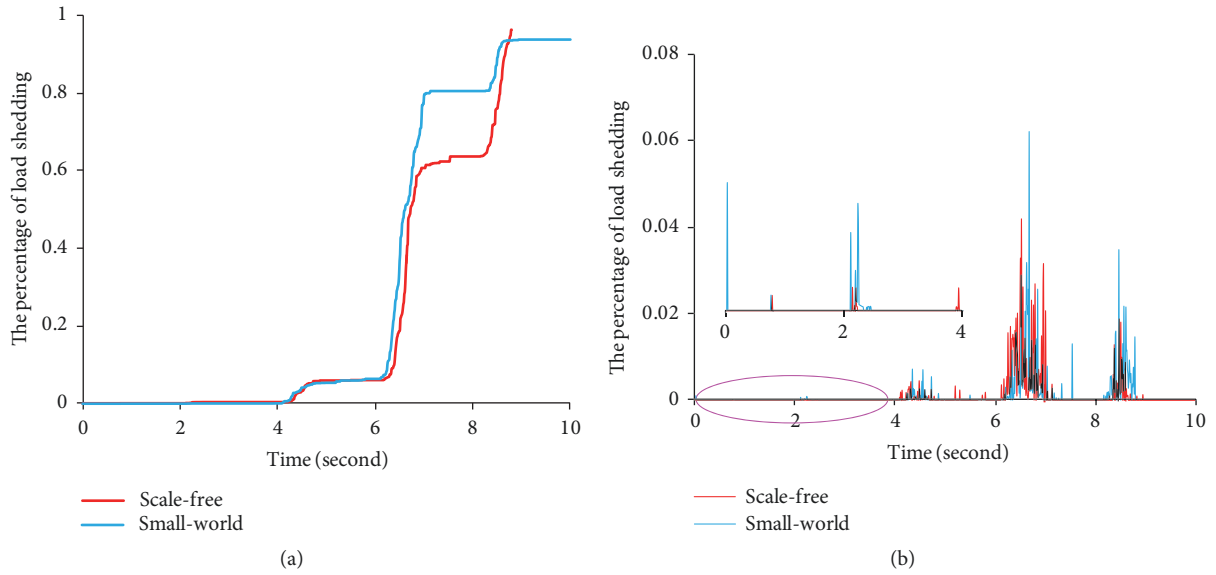 The percentage of load shedding
1
0.8
0.6
0.4
0.2
0
0 2 4 6 8 10
Time (second)
Scale-free
Small-world
(a)
The percentage of load shedding
0.08
0.06
0.04
0.02
0
0 2 4
0 2 4 6 8 10
Time (second)
Scale-free
Small-world
(b)